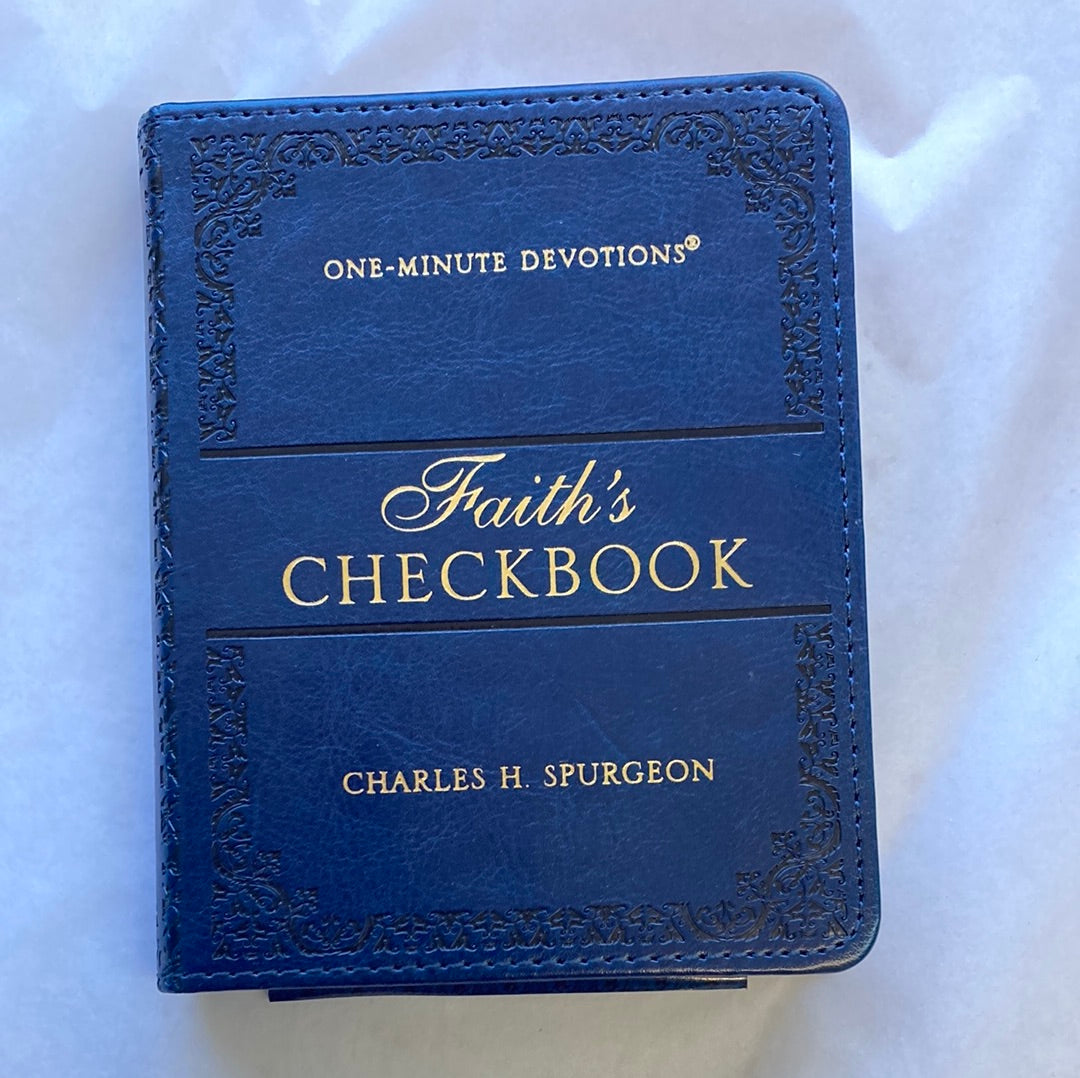 ONE-MINUTE DEVOTIONS®
Faith's
CHECKBOOK
CHARLES H. SPURGEON